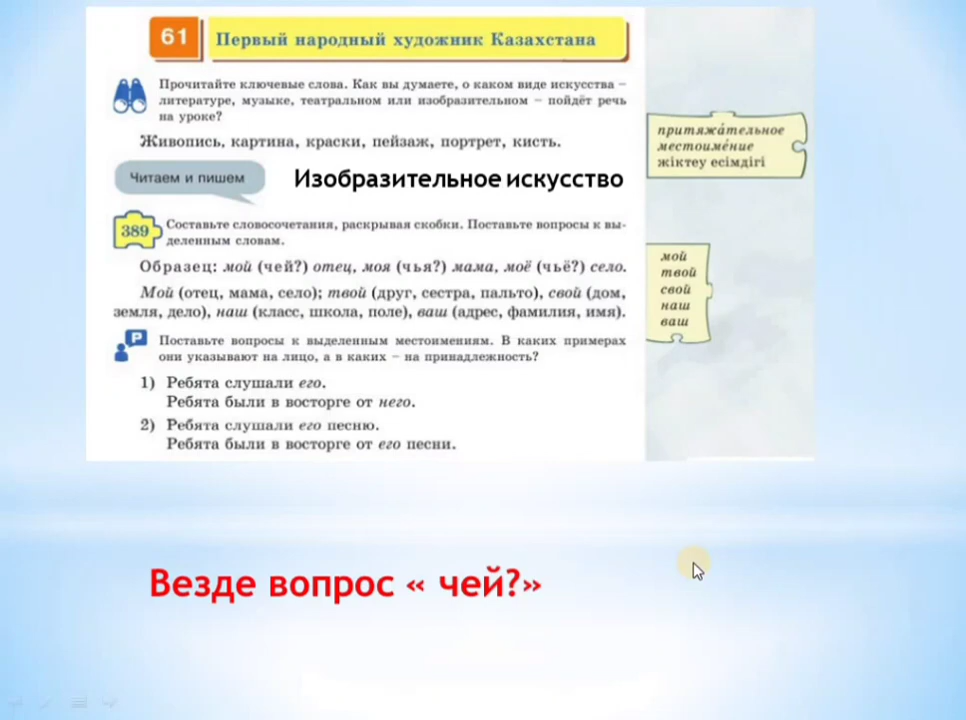 61
Первый народный художник Казахстана
Прочитайте ключевые слова. Как вы думаете, о каком виде искусства –
литературе, музыке, театральном или изобразительном – пойдёт речь
на уроке?
Живопись, картина, краски, пейзаж, портрет, кисть.
Читаем и пишем
Изобразительное искусство
389
Составьте словосочетания, раскрывая скобки. Поставьте вопросы к вы-
деленным словам.
Образец: мой (чей?) отец, моя (чья?) мама, моё (чьё?) село.
Мой (отец, мама, село); твой (друг, сестра, пальто), свой (дом,
земля, дело), наш (класс, школа, поле), ваш (адрес, фамилия, имя).
P
Поставьте вопросы к выделенным местоимениям. В каких примерах
они указывают на лицо, а в каких – на принадлежность?
1) Ребята слушали его.
Ребята были в восторге от него.
2) Ребята слушали его песню.
Ребята были в восторге от его песни.
притяжа́тельное
местоиме́ние
жіктеу есімдігі
мой
твой
свой
наш
ваш
Везде вопрос « чей?»